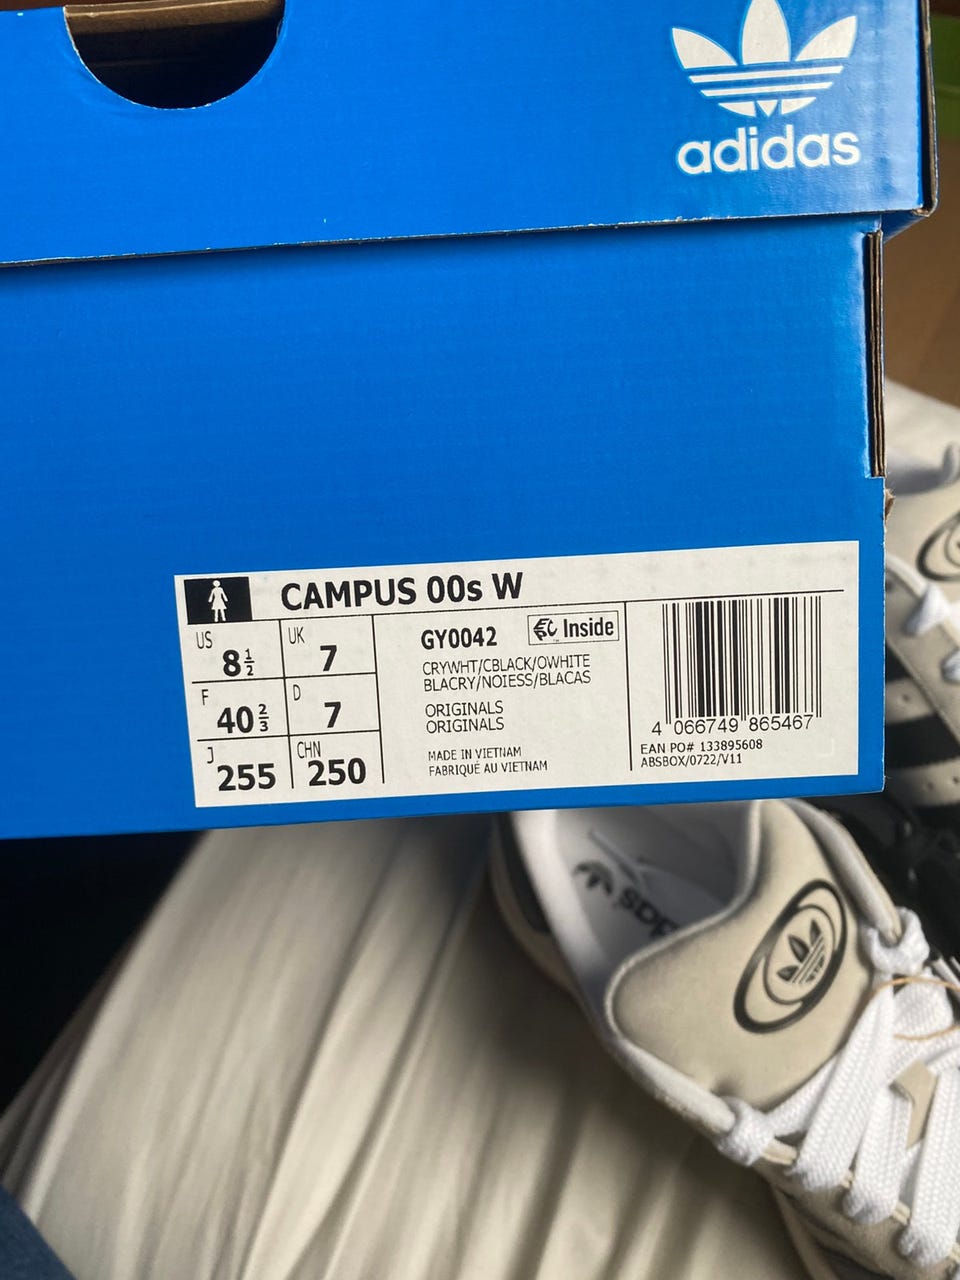 adidas
CAMPUS 00s W
US 8½ UK 7
F 40⅔ D 7
J 255 CHN 250
GY0042
Inside
CRYWHT/CBLACK/OWHITE
BLACRY/NOIESS/BLACAS
ORIGINALS
ORIGINALS
MADE IN VIETNAM
FABRIQUÉ AU VIETNAM
4 066749 865467
EAN PO# 133895608
ABSBOX/0722/V11
adidas